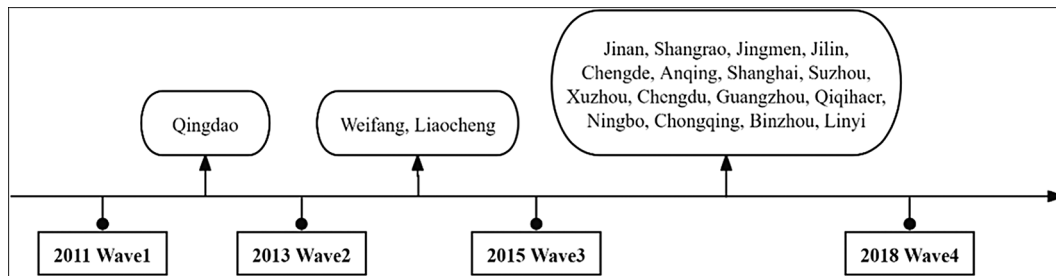 Jinan, Shangrao, Jingmen, Jilin,
Chengde, Anqing, Shanghai, Suzhou,
Xuzhou, Chengdu, Guangzhou, Qiqihaer,
Ningbo, Chongqing, Binzhou, Linyi
Qingdao
Weifang, Liaocheng
2011 Wave1
2013 Wave2
2015 Wave3
2018 Wave4